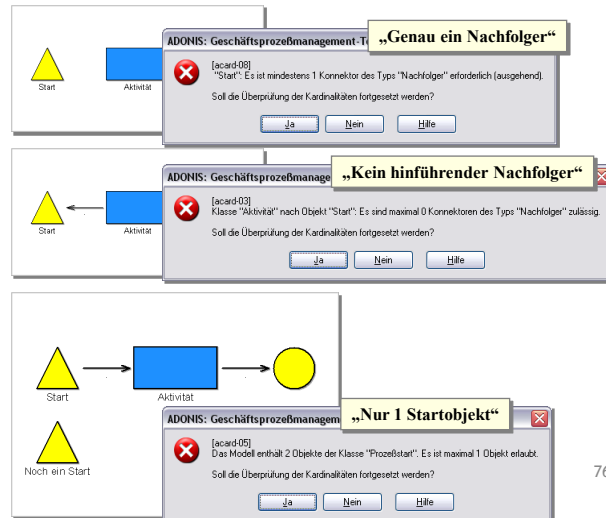 ADONIS: Geschäftsprozeßmanagement-T
„Genau ein Nachfolger“
[acard-08]
"Start": Es ist mindestens 1 Konnektor des Typs "Nachfolger" erforderlich (ausgehend).
Soll die Überprüfung der Kardinalitäten fortgesetzt werden?
Ja Nein Hilfe
Start
Aktivität
ADONIS: Geschäftsprozeßmanage
„Kein hinführender Nachfolger“
[acard-03]
Klasse "Aktivität" nach Objekt "Start": Es sind maximal 0 Konnektoren des Typs "Nachfolger" zulässig.
Soll die Überprüfung der Kardinalitäten fortgesetzt werden?
Ja Nein Hilfe
Start
Aktivität
Start
Aktivität
Noch ein Start
ADONIS: Geschäftsprozeßmanagem
„Nur 1 Startobjekt“
[acard-05]
Das Modell enthält 2 Objekte der Klasse "Prozeßstart". Es ist maximal 1 Objekt erlaubt.
Soll die Überprüfung der Kardinalitäten fortgesetzt werden?
Ja Nein Hilfe
76